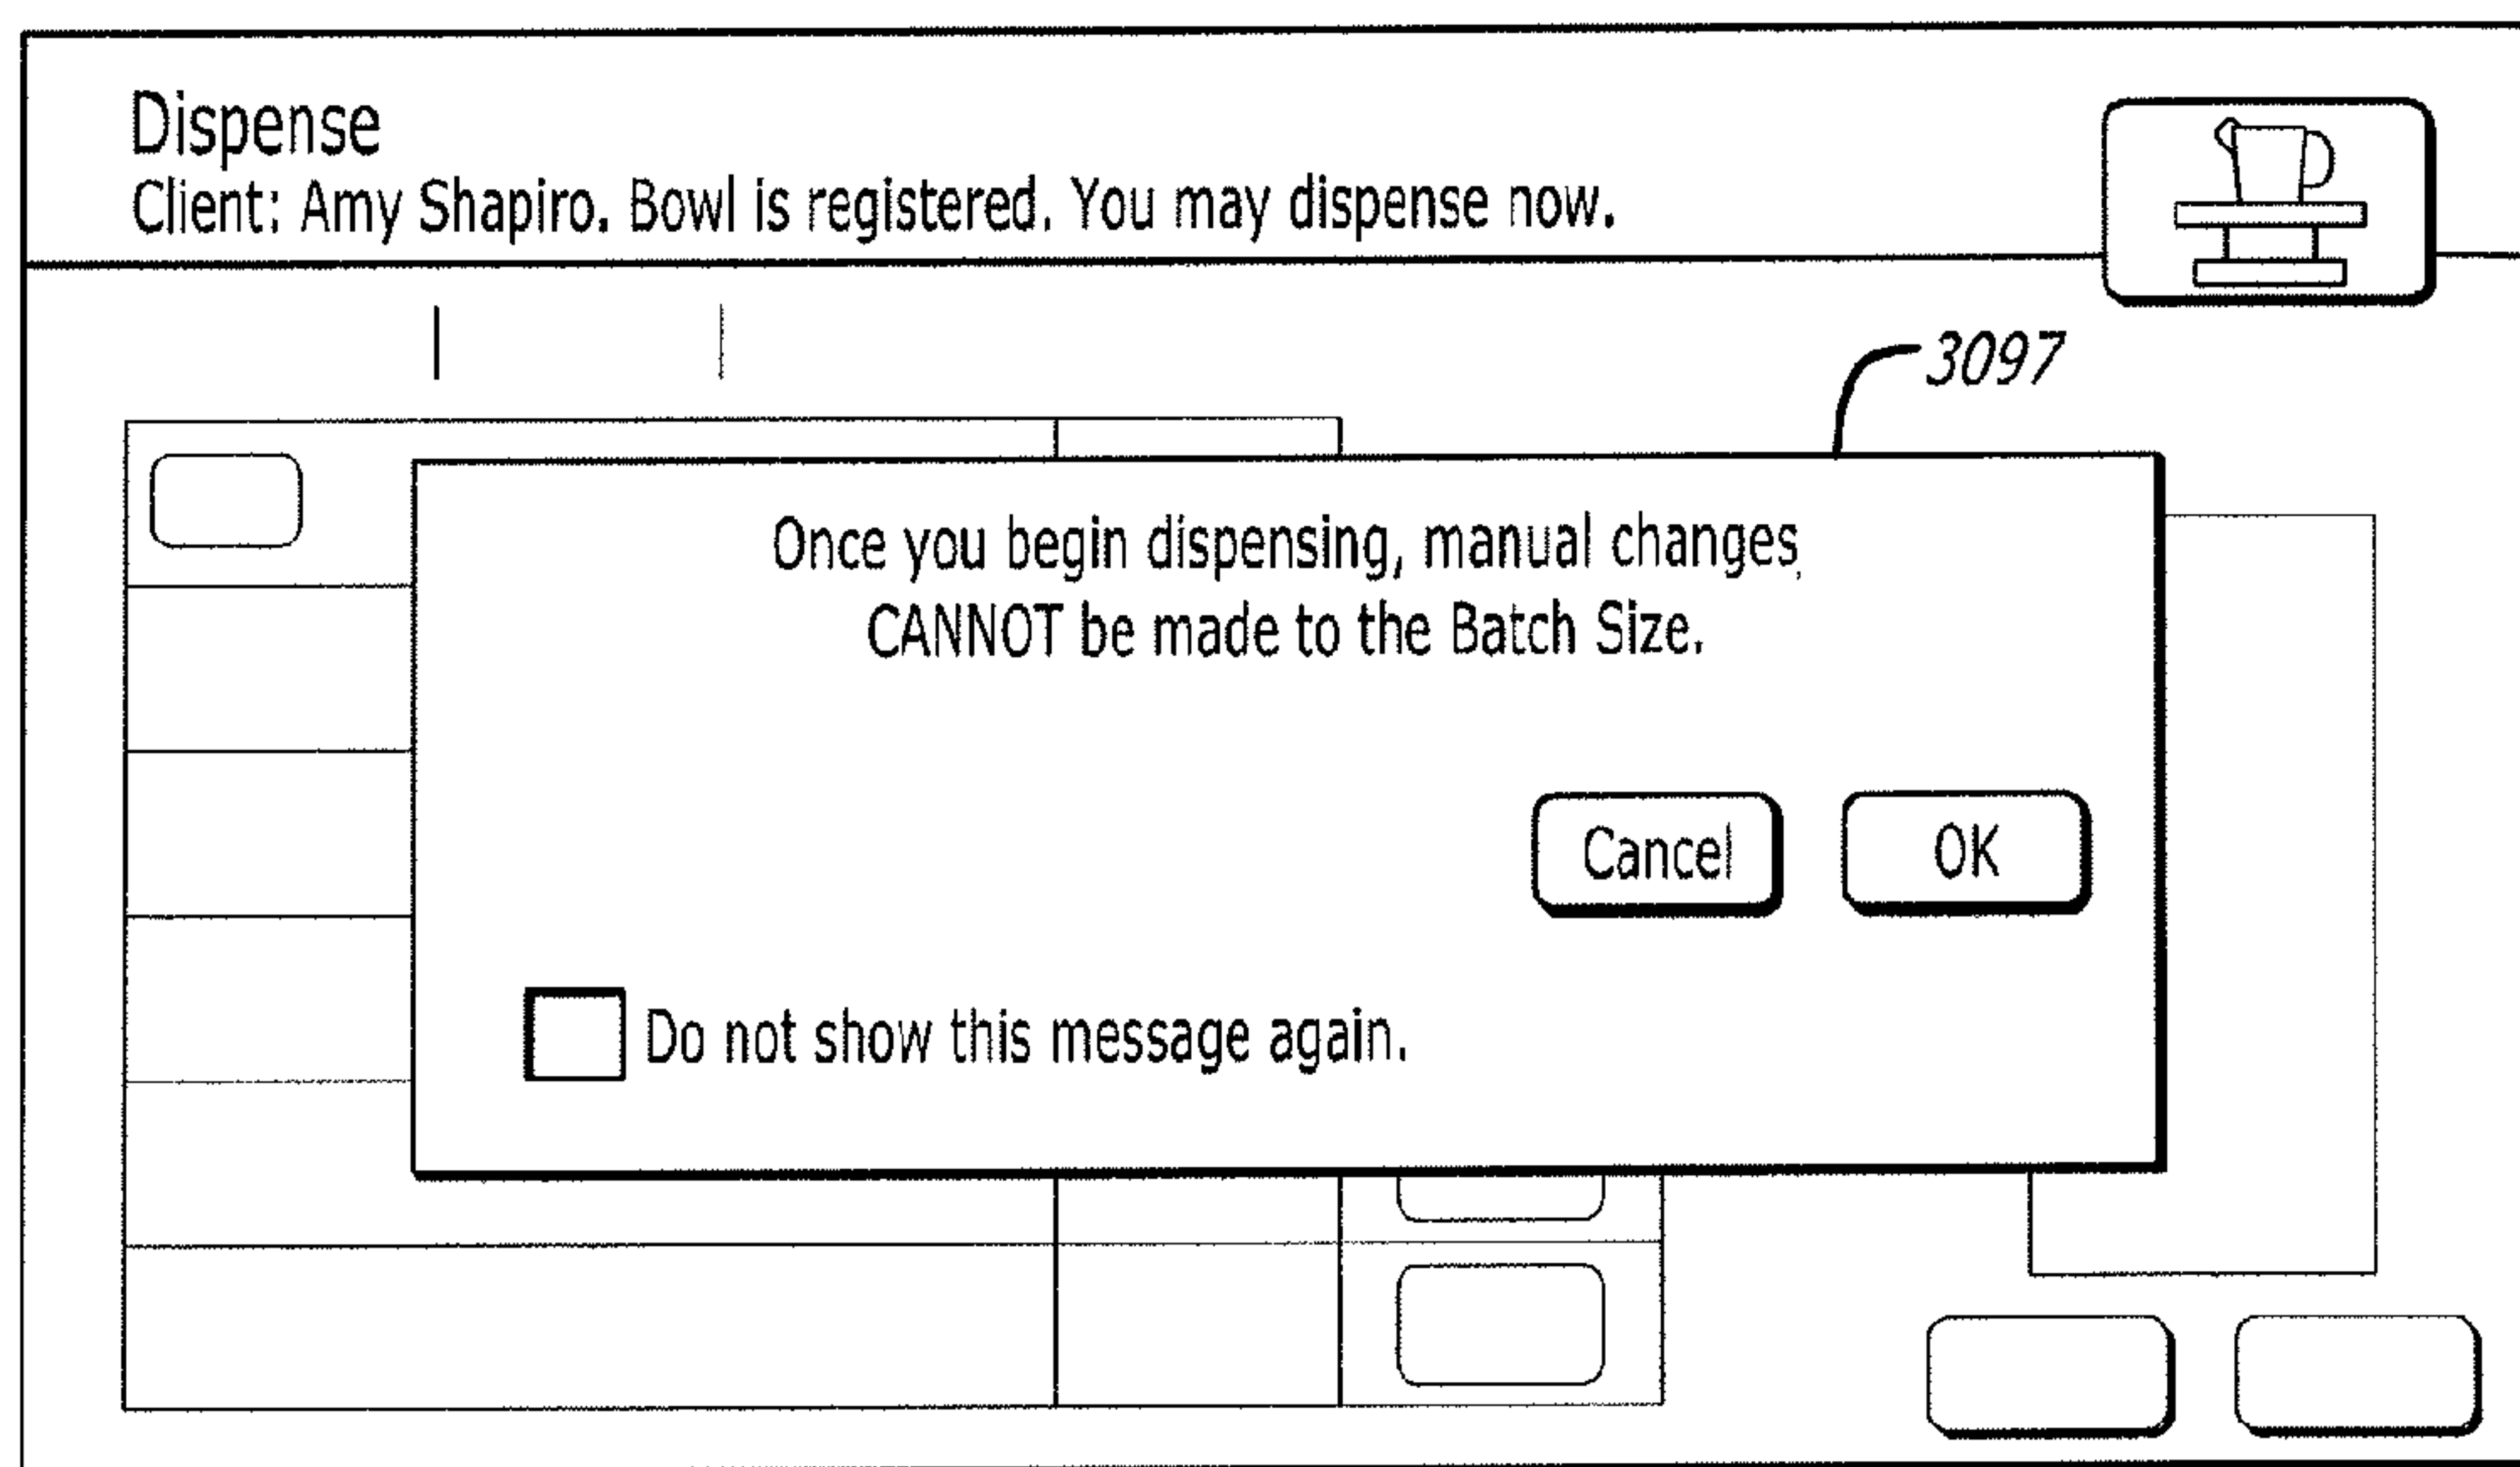 Dispense
Client: Amy Shapiro. Bowl is registered. You may dispense now.
3097
Once you begin dispensing, manual changes
CANNOT be made to the Batch Size.
Cancel
OK
Do not show this message again.